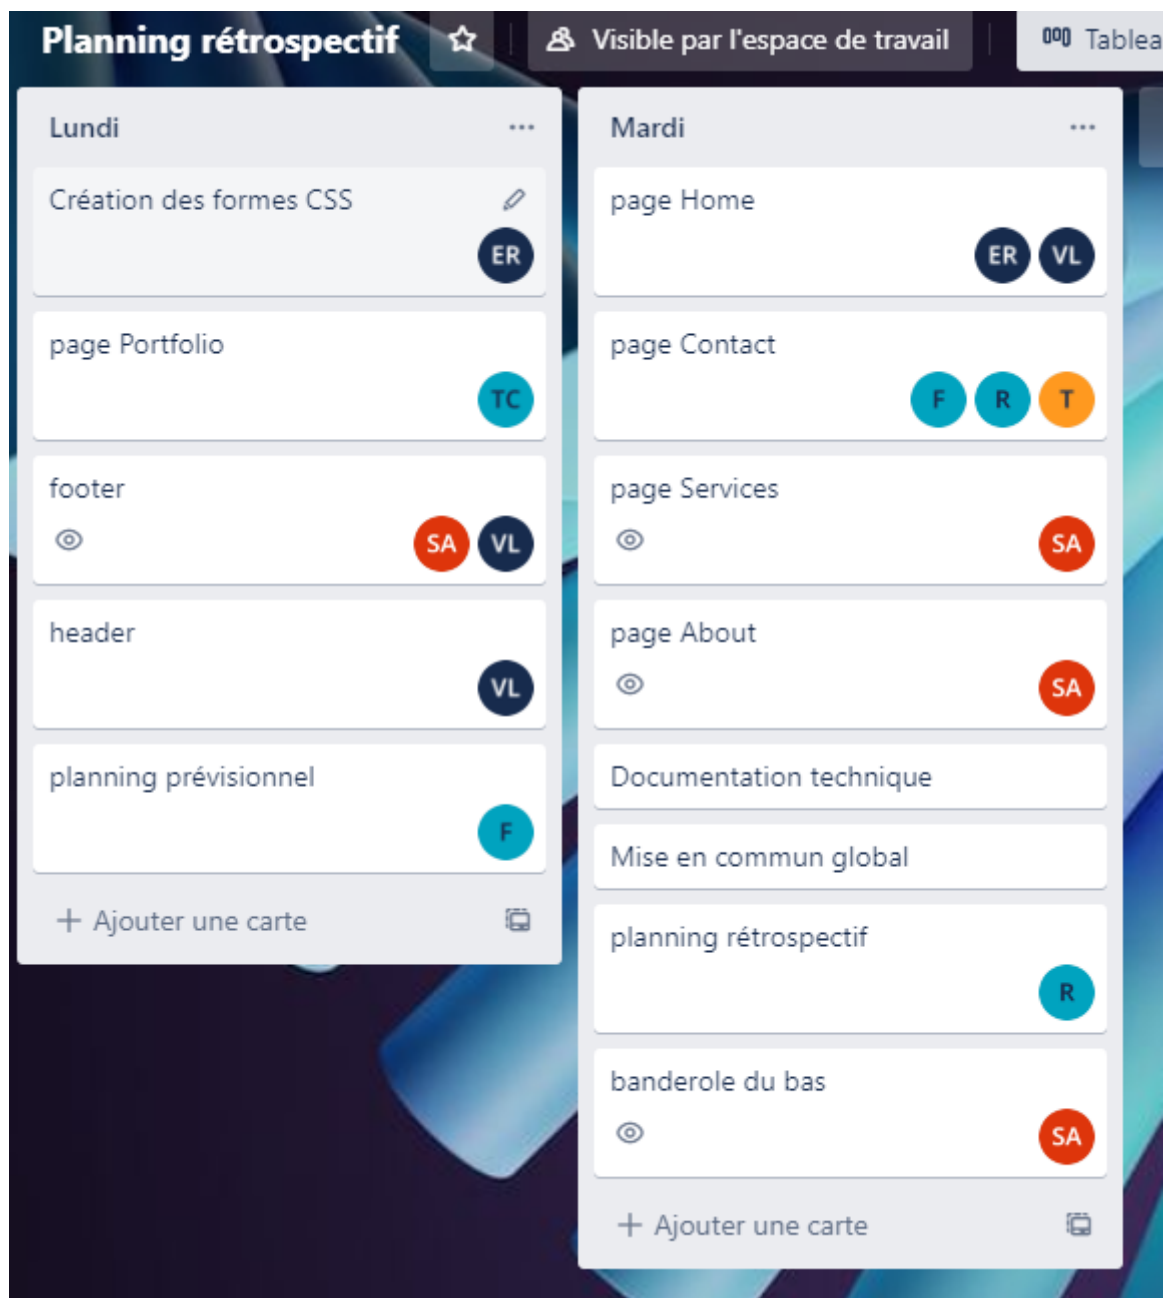 Planning rétrospectif
Visible par l'espace de travail
Lundi
Création des formes CSS
ER
page Portfolio
TC
footer
SA VL
header
VL
planning prévisionnel
F
Ajouter une carte
Mardi
page Home
ER VL
page Contact
F R T
page Services
SA
page About
SA
Documentation technique
Mise en commun global
planning rétrospectif
R
banderole du bas
SA
Ajouter une carte